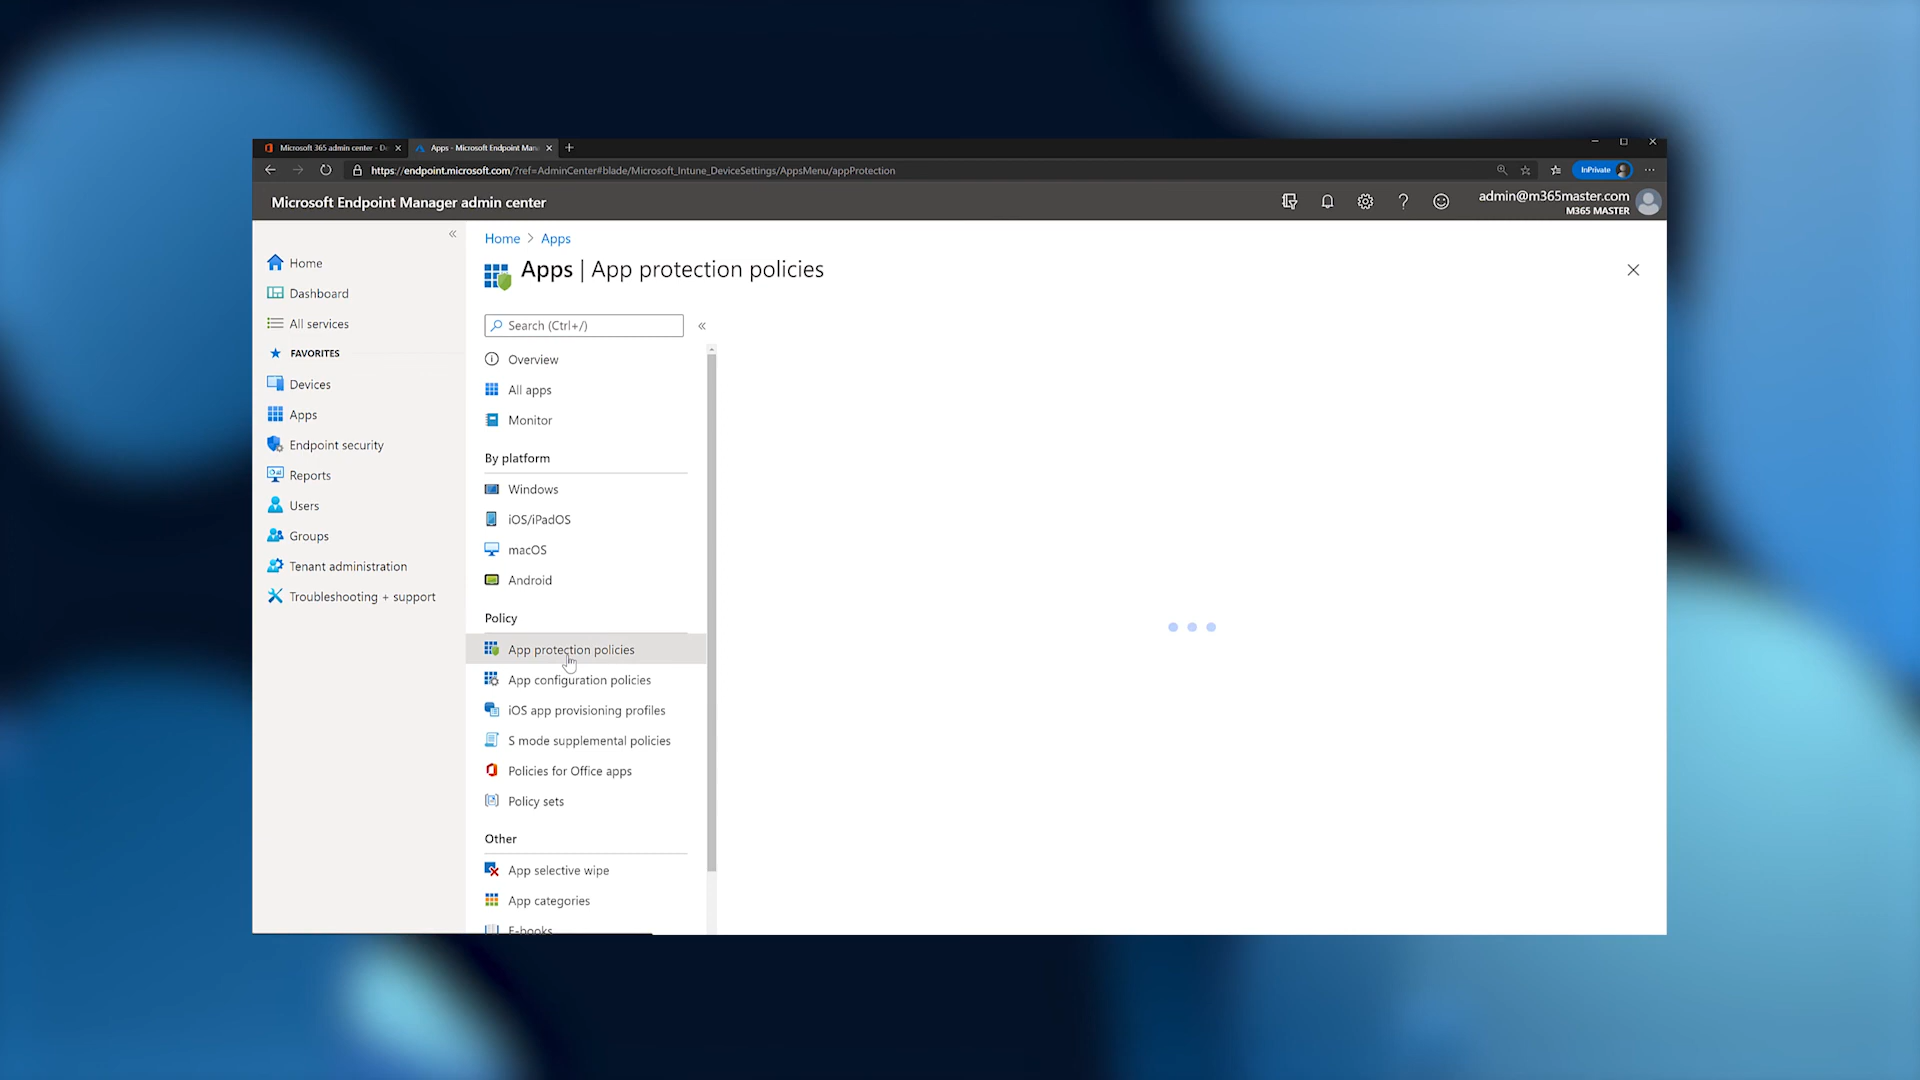 Microsoft 365 admin center - De
Apps - Microsoft Endpoint Mana
https://endpoint.microsoft.com/?ref=AdminCenter#blade/Microsoft_Intune_DeviceSettings/AppsMenu/appProtection
InPrivate
Microsoft Endpoint Manager admin center
admin@m365master.com
M365 MASTER
Home
Dashboard
All services
FAVORITES
Devices
Apps
Endpoint security
Reports
Users
Groups
Tenant administration
Troubleshooting + support
Home > Apps
Apps | App protection policies
Search (Ctrl+/)
Overview
All apps
Monitor
By platform
Windows
iOS/iPadOS
macOS
Android
Policy
App protection policies
App configuration policies
iOS app provisioning profiles
S mode supplemental policies
Policies for Office apps
Policy sets
Other
App selective wipe
App categories
E-books